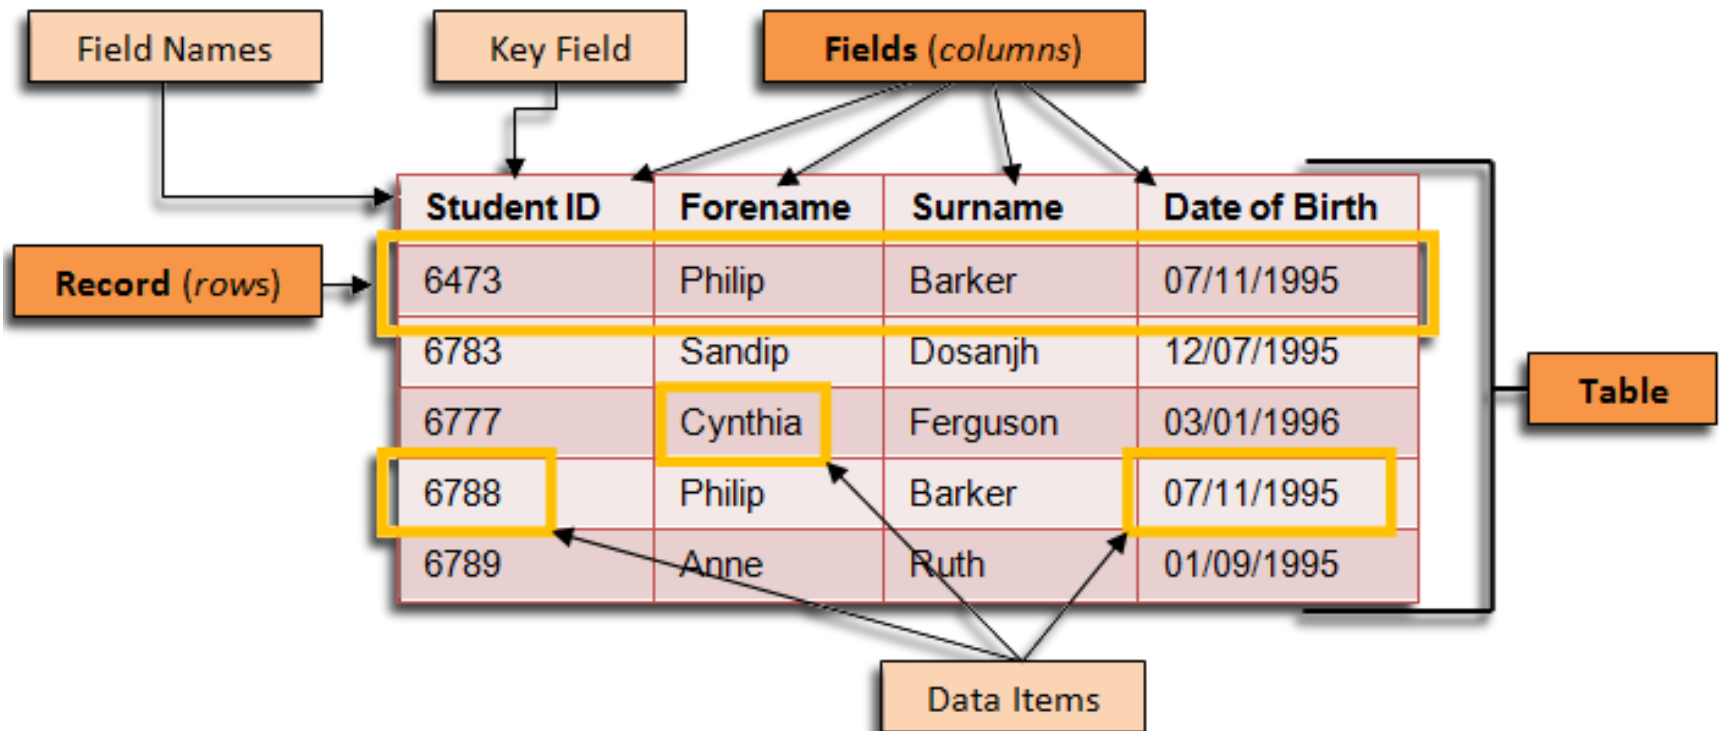 Field Names
Key Field
Fields (columns)
Student ID Forename Surname Date of Birth
Record (rows)
6473 Philip Barker 07/11/1995
6783 Sandip Dosanjh 12/07/1995
Table
6777 Cynthia Ferguson 03/01/1996
6788 Philip Barker 07/11/1995
6789 Anne Ruth 01/09/1995
Data Items